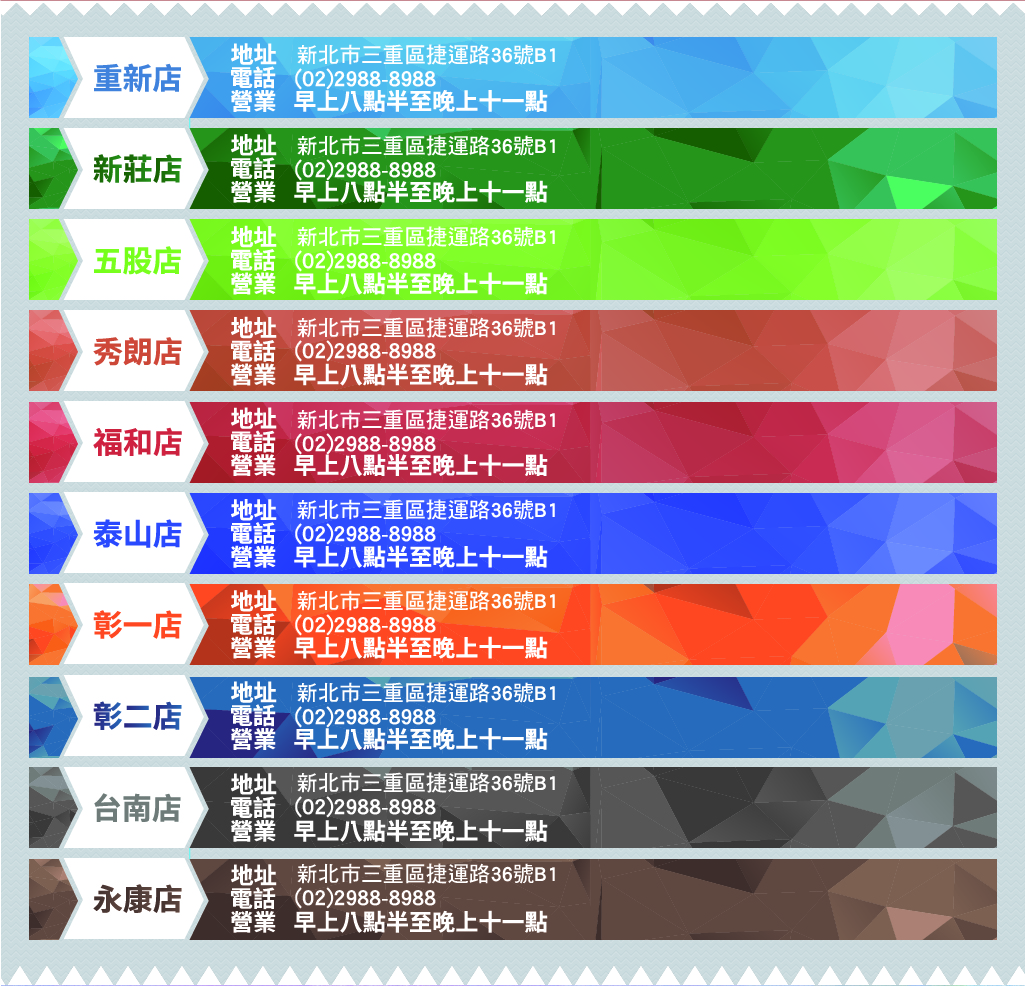 重新店
地址 新北市三重區捷運路36號B1
電話 (02)2988-8988
營業 早上八點半至晚上十一點
新莊店
地址 新北市三重區捷運路36號B1
電話 (02)2988-8988
營業 早上八點半至晚上十一點
五股店
地址 新北市三重區捷運路36號B1
電話 (02)2988-8988
營業 早上八點半至晚上十一點
秀朗店
地址 新北市三重區捷運路36號B1
電話 (02)2988-8988
營業 早上八點半至晚上十一點
福和店
地址 新北市三重區捷運路36號B1
電話 (02)2988-8988
營業 早上八點半至晚上十一點
泰山店
地址 新北市三重區捷運路36號B1
電話 (02)2988-8988
營業 早上八點半至晚上十一點
彰一店
地址 新北市三重區捷運路36號B1
電話 (02)2988-8988
營業 早上八點半至晚上十一點
彰二店
地址 新北市三重區捷運路36號B1
電話 (02)2988-8988
營業 早上八點半至晚上十一點
台南店
地址 新北市三重區捷運路36號B1
電話 (02)2988-8988
營業 早上八點半至晚上十一點
永康店
地址 新北市三重區捷運路36號B1
電話 (02)2988-8988
營業 早上八點半至晚上十一點